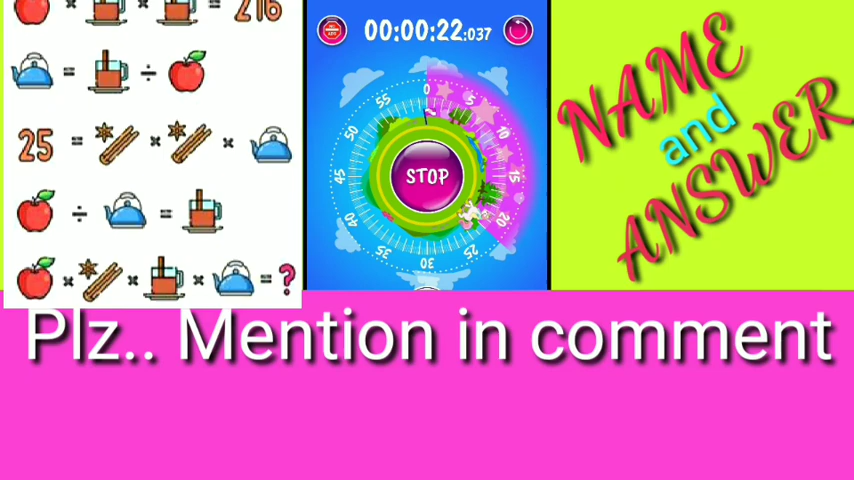 × × = 216
= ÷
25 = × ×
÷ =
× × × = ?
00:00:22:037
0
5
10
15
20
25
30
35
40
45
50
55
STOP
NAME
and
ANSWER
Plz.. Mention in comment